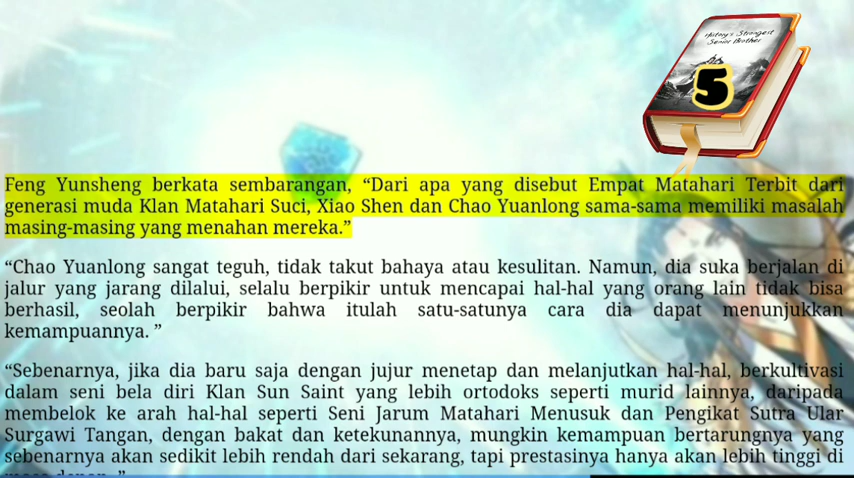 History's Strongest
Senior Brother
5
Feng Yunsheng berkata sembarangan, “Dari apa yang disebut Empat Matahari Terbit dari
generasi muda Klan Matahari Suci, Xiao Shen dan Chao Yuanlong sama-sama memiliki masalah
masing-masing yang menahan mereka.”
“Chao Yuanlong sangat teguh, tidak takut bahaya atau kesulitan. Namun, dia suka berjalan di
jalur yang jarang dilalui, selalu berpikir untuk mencapai hal-hal yang orang lain tidak bisa
berhasil, seolah berpikir bahwa itulah satu-satunya cara dia dapat menunjukkan
kemampuannya. ”
“Sebenarnya, jika dia baru saja dengan jujur menetap dan melanjutkan hal-hal, berkultivasi
dalam seni bela diri Klan Sun Saint yang lebih ortodoks seperti murid lainnya, daripada
membelok ke arah hal-hal seperti Seni Jarum Matahari Menusuk dan Pengikat Sutra Ular
Surgawi Tangan, dengan bakat dan ketekunannya, mungkin kemampuan bertarungnya yang
sebenarnya akan sedikit lebih rendah dari sekarang, tapi prestasinya hanya akan lebih tinggi di